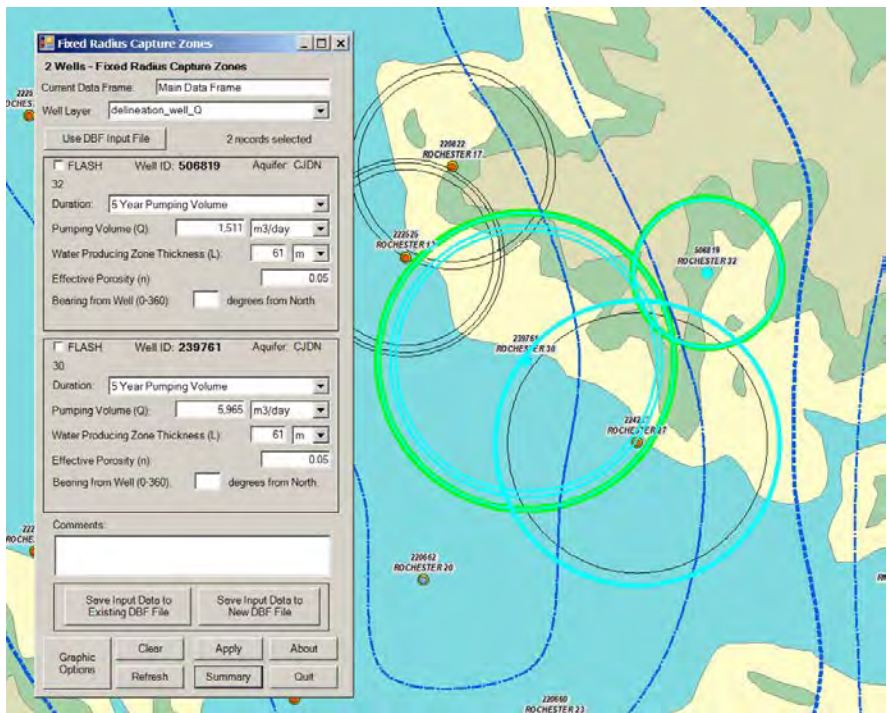 Fixed Radius Capture Zones
2 Wells - Fixed Radius Capture Zones
Current Data Frame: Main Data Frame
Well Layer delineation_well_Q
Use DBF Input File 2 records selected
FLASH Well ID: 506819 Aquifer: CJDN
32
Duration: 5 Year Pumping Volume
Pumping Volume (Q): 1,511 m3/day
Water Producing Zone Thickness (L): 61 m
Effective Porosity (n) 0.05
Bearing from Well (0-360): degrees from North
FLASH Well ID: 239761 Aquifer: CJDN
30
Duration: 5 Year Pumping Volume
Pumping Volume (Q): 5,965 m3/day
Water Producing Zone Thickness (L): 61 m
Effective Porosity (n) 0.05
Bearing from Well (0-360): degrees from North
Comments:
Save Input Data to Existing DBF File
Save Input Data to New DBF File
Graphic Options
Clear Apply About
Refresh Summary Quit
220822
ROCHESTER 17
222525
ROCHESTER
506819
ROCHESTER 32
239761
ROCHESTER 30
ROCHESTER 27
220662
ROCHESTER 20
220660
ROCHESTER 23